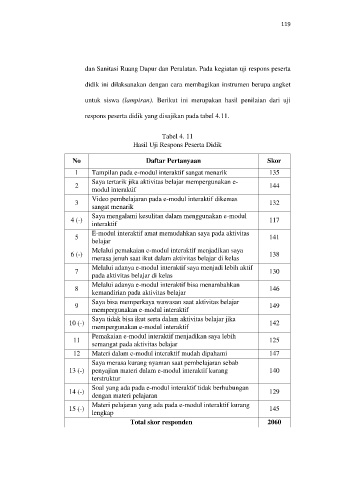 119
dan Sanitasi Ruang Dapur dan Peralatan. Pada kegiatan uji respons peserta
didik ini dilaksanakan dengan cara membagikan instrumen berupa angket
untuk siswa (lampiran). Berikut ini merupakan hasil penilaian dari uji
respons peserta didik yang disajikan pada tabel 4.11.
Tabel 4. 11
Hasil Uji Respons Peserta Didik
No Daftar Pertanyaan Skor
1 Tampilan pada e-modul interaktif sangat menarik 135
2 Saya tertarik jika aktivitas belajar mempergunakan e-
modul interaktif 144
3 Video pembelajaran pada e-modul interaktif dikemas
sangat menarik 132
4 (-) Saya mengalami kesulitan dalam menggunakan e-modul
interaktif 117
5 E-modul interaktif amat memudahkan saya pada aktivitas
belajar 141
6 (-) Melalui pemakaian e-modul interaktif menjadikan saya
merasa jenuh saat ikut dalam aktivitas belajar di kelas 138
7 Melalui adanya e-modul interaktif saya menjadi lebih aktif
pada aktivitas belajar di kelas 130
8 Melalui adanya e-modul interaktif bisa menambahkan
kemandirian pada aktivitas belajar 146
9 Saya bisa memperkaya wawasan saat aktivitas belajar
mempergunakan e-modul interaktif 149
10 (-) Saya tidak bisa ikut serta dalam aktivitas belajar jika
mempergunakan e-modul interaktif 142
11 Pemakaian e-modul interaktif menjadikan saya lebih
semangat pada aktivitas belajar 125
12 Materi dalam e-modul interaktif mudah dipahami 147
13 (-) Saya merasa kurang nyaman saat pembelajaran sebab
penyajian materi dalam e-modul interaktif kurang
terstruktur 140
14 (-) Soal yang ada pada e-modul interaktif tidak berhubungan
dengan materi pelajaran 129
15 (-) Materi pelajaran yang ada pada e-modul interaktif kurang
lengkap 145
Total skor responden 2060